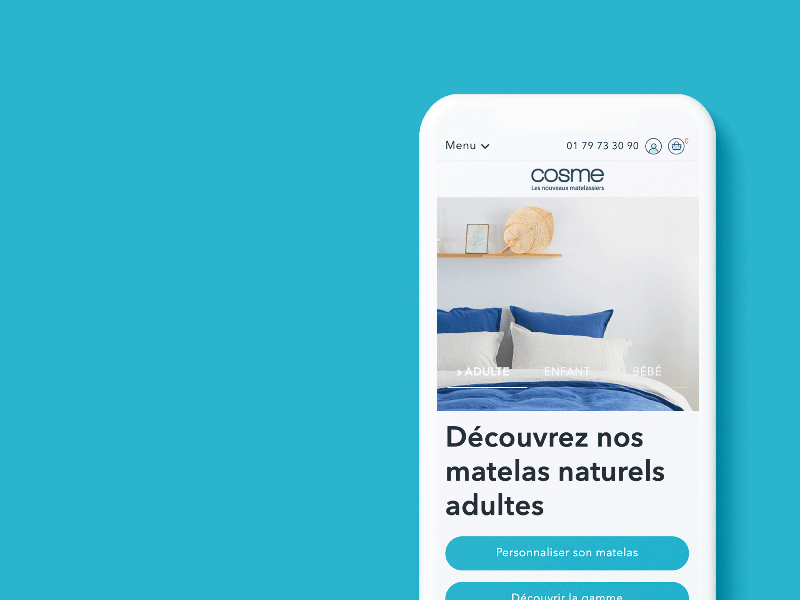 Menu
01 79 73 30 90
0
cosme
Les nouveaux matelassiers
> ADULTE ENFANT BÉBÉ
Découvrez nos
matelas naturels
adultes
Personnaliser son matelas
Découvrir la gamme